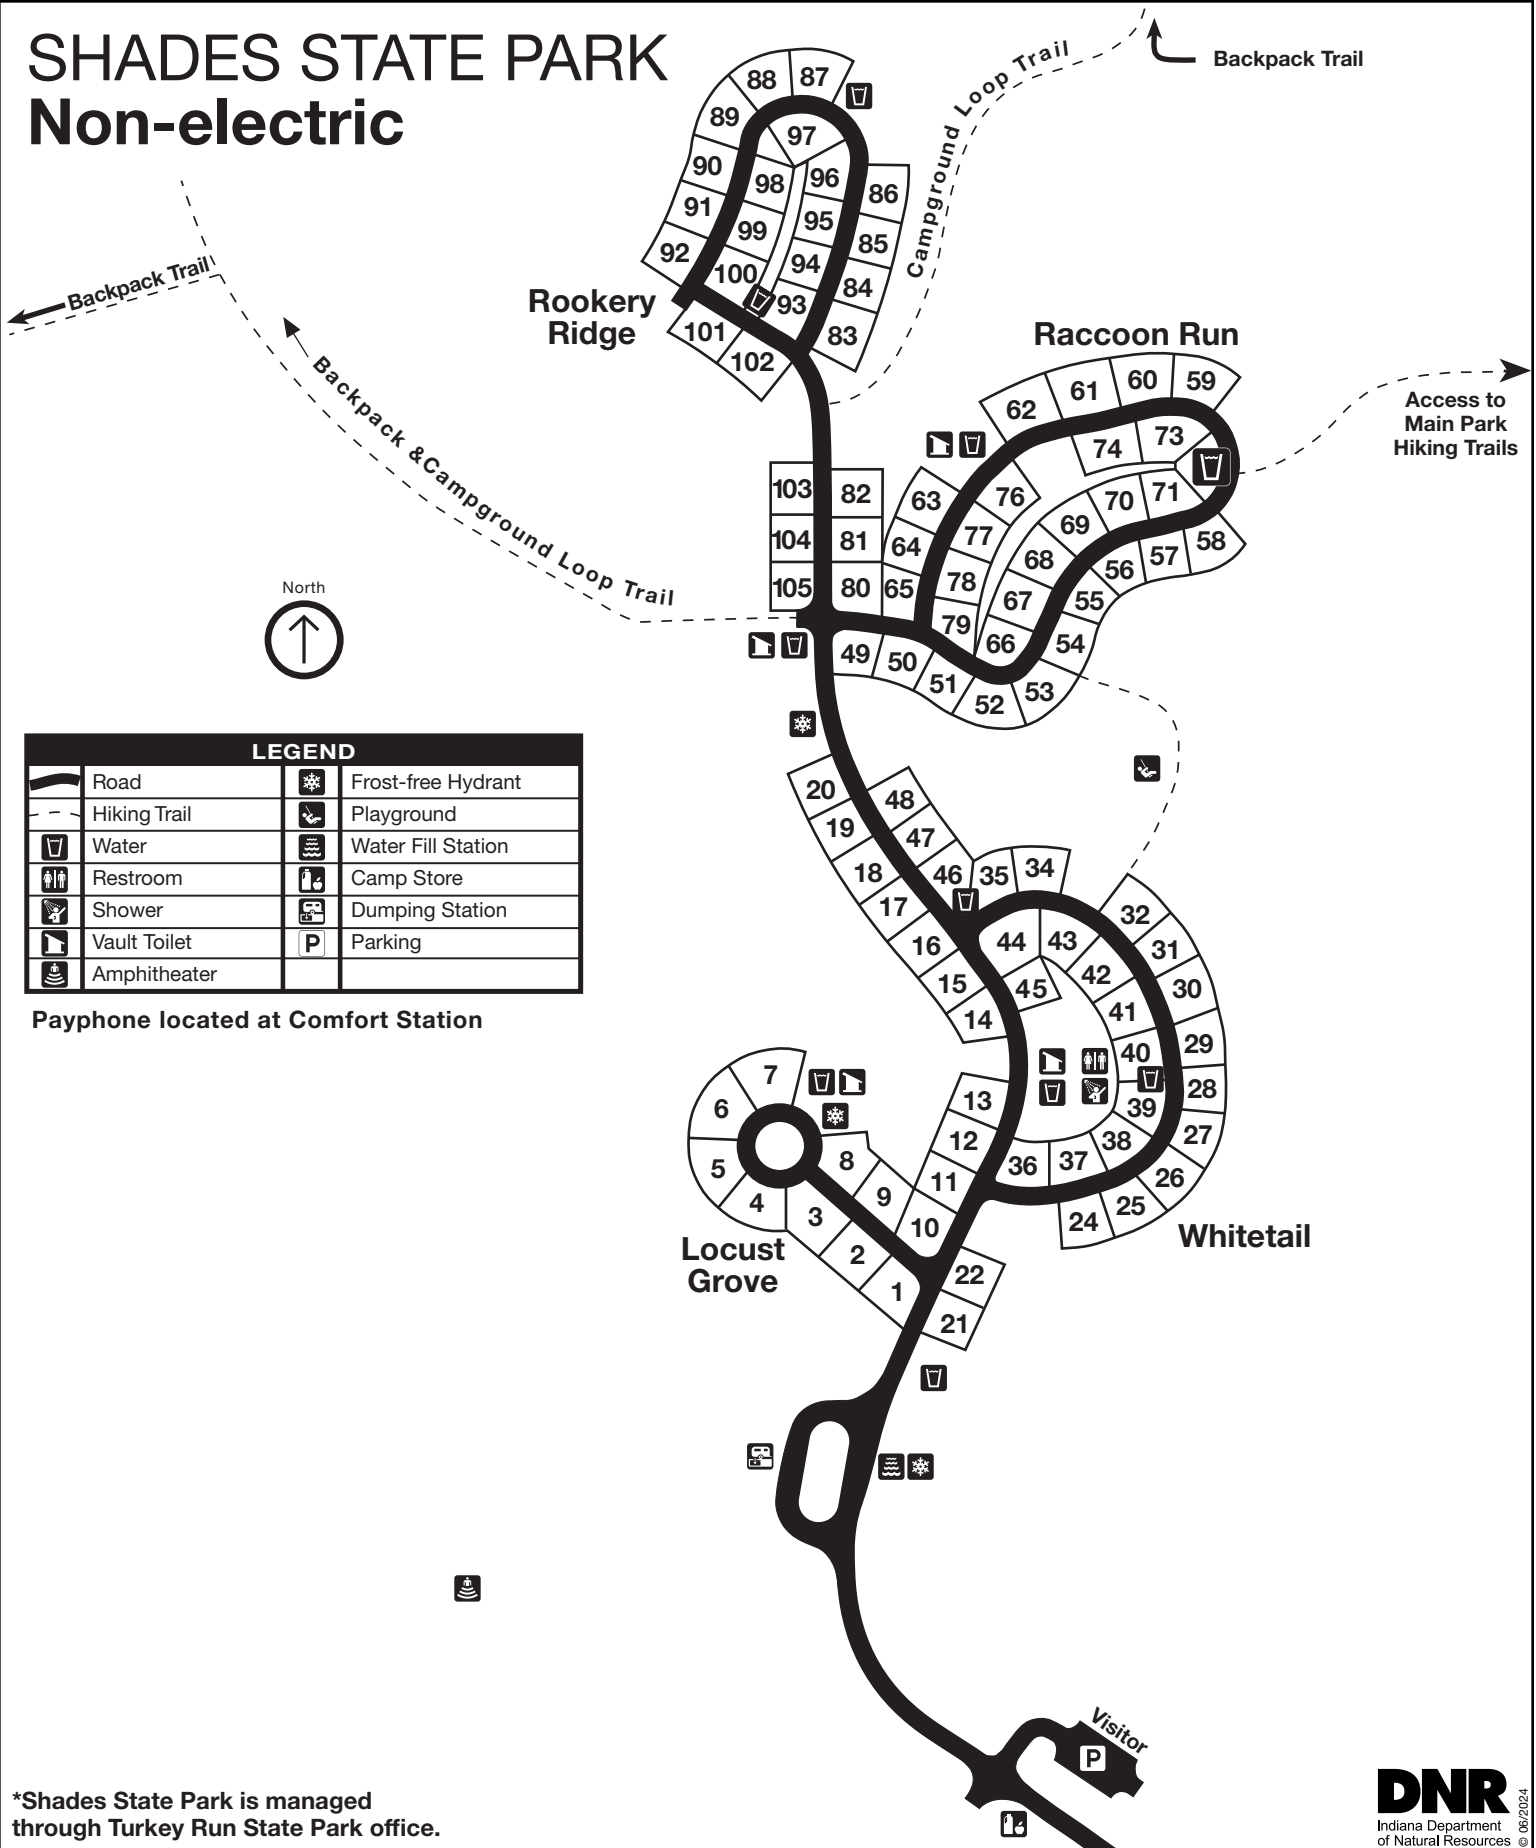 SHADES STATE PARK
Non-electric
Backpack Trail
Campground Loop Trail
88 87
89
97
90
98 96
86
91
99 95
85
92
100 94
84
93
83
101
102
Rookery
Ridge
Backpack Trail
Backpack &Campground Loop Trail
Raccoon Run
62 61 60 59
74 73
Access to
Main Park
Hiking Trails
103 82
63 76
70 71
69
104 81
64 77
68
58
57
56
105 80 65
78
67
55
79
66
54
49 50
51
52
53
North
LEGEND
Road
Frost-free Hydrant
Hiking Trail
Playground
Water
Water Fill Station
Restroom
Camp Store
Shower
Dumping Station
Vault Toilet
P
Parking
Amphitheater
Payphone located at Comfort Station
20
48
19
47
18
46 35 34
17
32
16
44 43
31
15
45
42
30
14
41
29
40
7
28
13
39
6
12
38
27
5
8
36 37
26
11
25
4
9
24
3
10
Whitetail
Locust
Grove
2
22
1
21
Visitor
P
*Shades State Park is managed
through Turkey Run State Park office.
DNR
Indiana Department
of Natural Resources
© 06/2024